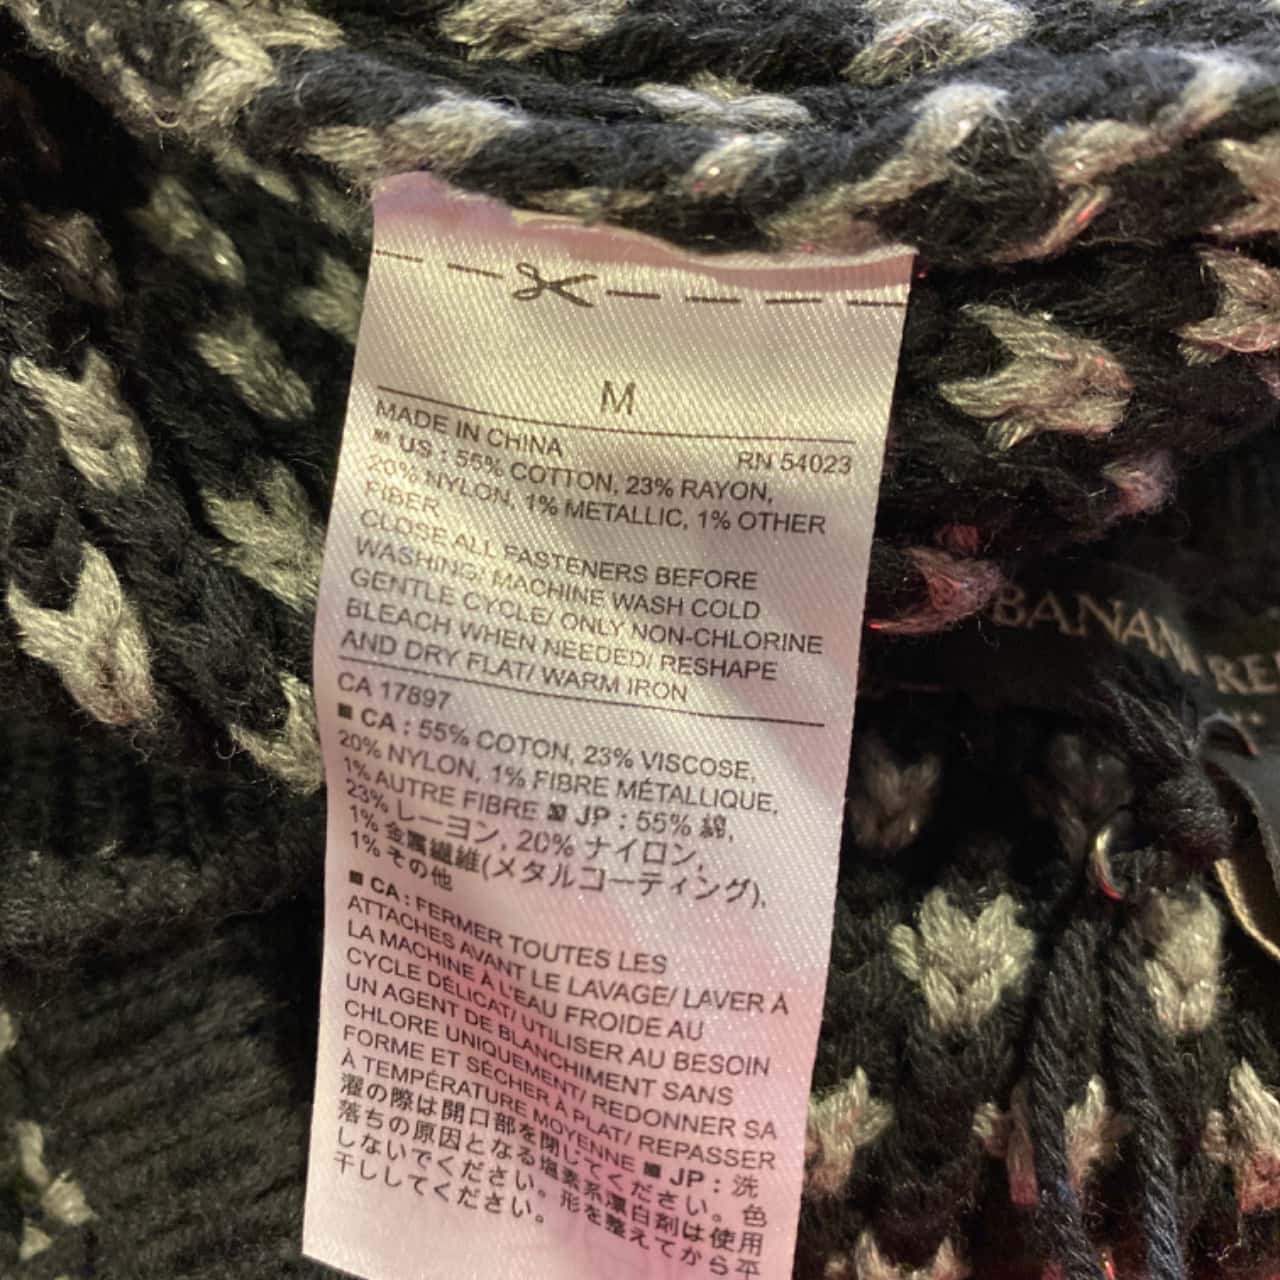 M
MADE IN CHINA
RN 54023
■ US : 55% COTTON, 23% RAYON,
20% NYLON, 1% METALLIC, 1% OTHER
FIBER
CLOSE ALL FASTENERS BEFORE
WASHING/ MACHINE WASH COLD
GENTLE CYCLE/ ONLY NON-CHLORINE
BLEACH WHEN NEEDED/ RESHAPE
AND DRY FLAT/ WARM IRON
CA 17897
■ CA : 55% COTON, 23% VISCOSE,
20% NYLON, 1% FIBRE MÉTALLIQUE,
1% AUTRE FIBRE ■ JP : 55% 綿,
23% レーヨン, 20% ナイロン,
1% 金属繊維(メタルコーティング),
1% その他
■ CA : FERMER TOUTES LES
ATTACHES AVANT LE LAVAGE/ LAVER À
LA MACHINE À L'EAU FROIDE AU
CYCLE DÉLICAT/ UTILISER AU BESOIN
UN AGENT DE BLANCHIMENT SANS
CHLORE UNIQUEMENT/ REDONNER SA
FORME ET SÉCHER À PLAT/ REPASSER
À TEMPÉRATURE MOYENNE ■ JP : 洗
濯の際は開口部を閉じてください。色
落ちの原因となる塩素系漂白剤は使用
しないでください。形を整えてから平
干ししてください。
BANANA